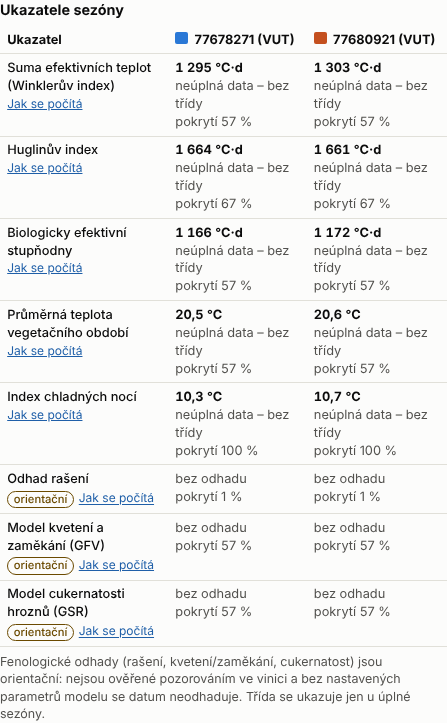 Ukazatele sezóny
Ukazatel 77678271 (VUT) 77680921 (VUT)
Suma efektivních teplot 1 295 °C·d 1 303 °C·d
(Winklerův index) neúplná data – bez neúplná data – bez
Jak se počítá třídy třídy
pokrytí 57 % pokrytí 57 %
Huglinův index 1 664 °C·d 1 661 °C·d
Jak se počítá neúplná data – bez neúplná data – bez
třídy třídy
pokrytí 67 % pokrytí 67 %
Biologicky efektivní 1 166 °C·d 1 172 °C·d
stupňodny neúplná data – bez neúplná data – bez
Jak se počítá třídy třídy
pokrytí 57 % pokrytí 57 %
Průměrná teplota 20,5 °C 20,6 °C
vegetačního období neúplná data – bez neúplná data – bez
Jak se počítá třídy třídy
pokrytí 57 % pokrytí 57 %
Index chladných nocí 10,3 °C 10,7 °C
Jak se počítá neúplná data – bez neúplná data – bez
třídy třídy
pokrytí 100 % pokrytí 100 %
Odhad rašení bez odhadu bez odhadu
orientační Jak se počítá pokrytí 1 % pokrytí 1 %
Model kvetení a bez odhadu bez odhadu
zaměkání (GFV) pokrytí 57 % pokrytí 57 %
orientační Jak se počítá
Model cukernatosti bez odhadu bez odhadu
hroznů (GSR) pokrytí 57 % pokrytí 57 %
orientační Jak se počítá
Fenologické odhady (rašení, kvetení/zaměkání, cukernatost) jsou
orientační: nejsou ověřené pozorováním ve vinici a bez nastavených
parametrů modelu se datum neodhaduje. Třída se ukazuje jen u úplné
sezóny.